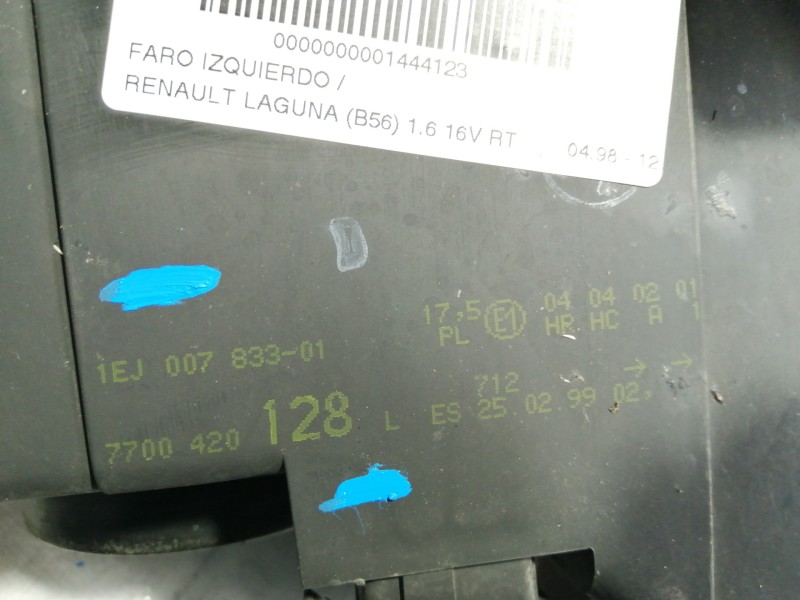 0000000001444123
FARO IZQUIERDO /
RENAULT LAGUNA (B56) 1.6 16V RT 04.98 - 12
17,5 E1 04 04 02 01
PL HR HC A 1
1EJ 007 833-01
712 → →
7700 420 128 L ES 25.02.99 02,